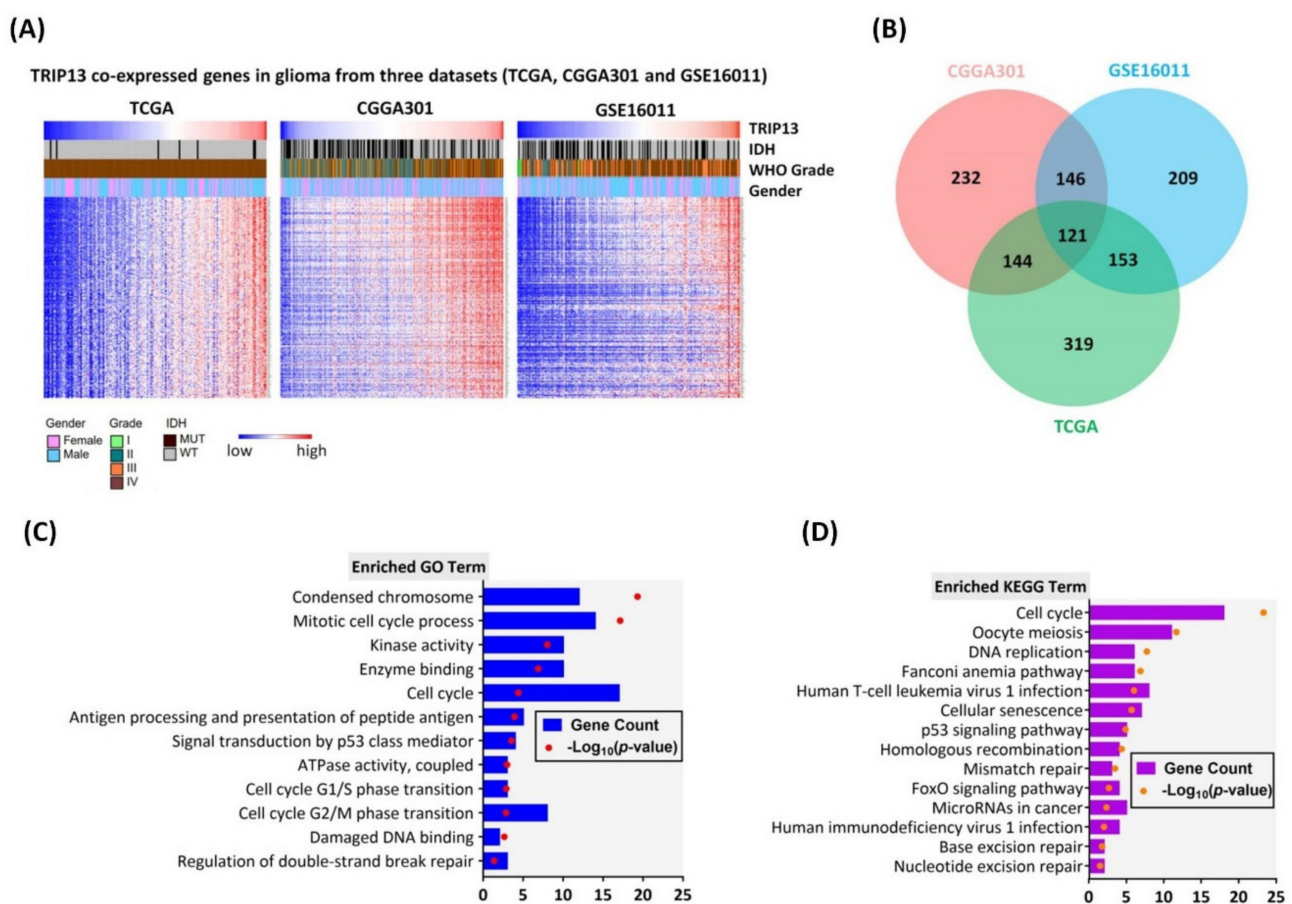 (A)
TRIP13 co-expressed genes in glioma from three datasets (TCGA, CGGA301 and GSE16011)
TCGA
CGGA301
GSE16011
TRIP13
IDH
WHO Grade
Gender
Gender
Female
Male
Grade
I
II
III
IV
IDH
MUT
WT
low
high
(B)
CGGA301
GSE16011
232
146
209
121
144
153
319
TCGA
(C)
Enriched GO Term
Condensed chromosome
Mitotic cell cycle process
Kinase activity
Enzyme binding
Cell cycle
Antigen processing and presentation of peptide antigen
Signal transduction by p53 class mediator
ATPase activity, coupled
Cell cycle G1/S phase transition
Cell cycle G2/M phase transition
Damaged DNA binding
Regulation of double-strand break repair
Gene Count
-Log10(p-value)
0 5 10 15 20 25
(D)
Enriched KEGG Term
Cell cycle
Oocyte meiosis
DNA replication
Fanconi anemia pathway
Human T-cell leukemia virus 1 infection
Cellular senescence
p53 signaling pathway
Homologous recombination
Mismatch repair
FoxO signaling pathway
MicroRNAs in cancer
Human immunodeficiency virus 1 infection
Base excision repair
Nucleotide excision repair
Gene Count
-Log10(p-value)
0 5 10 15 20 25